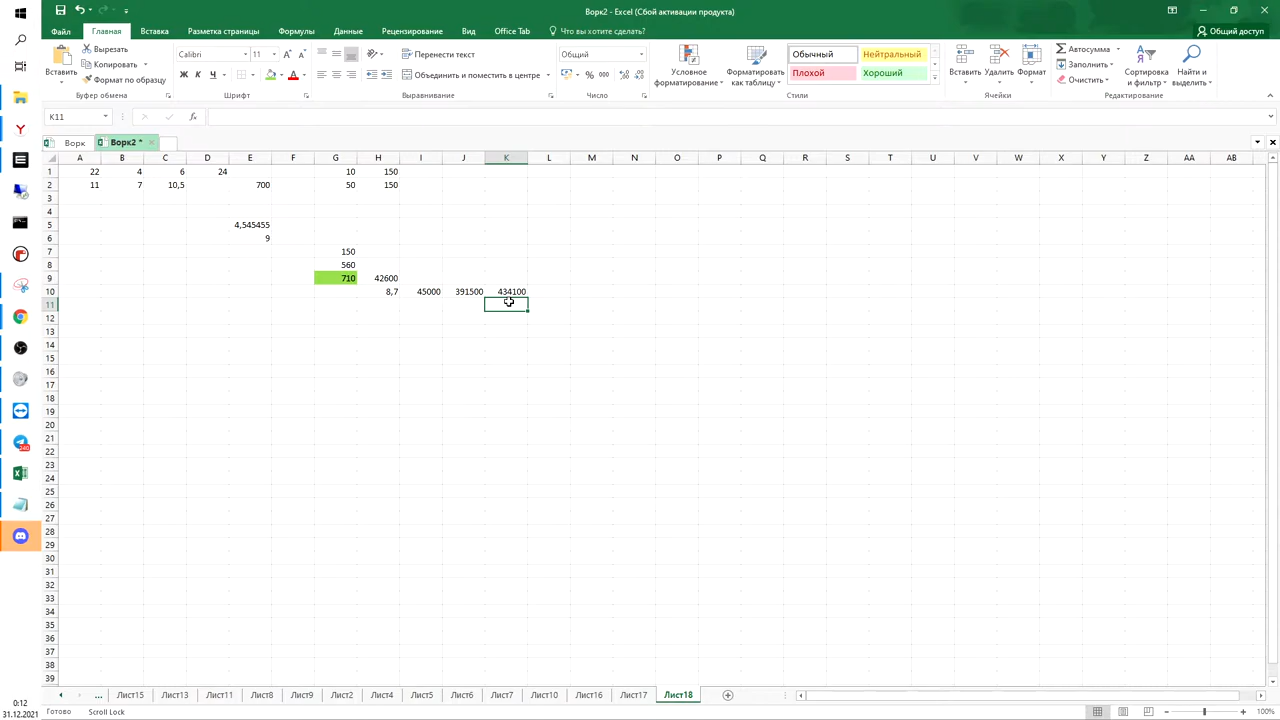 Ворк2 - Excel (Сбой активации продукта)
Файл Главная Вставка Разметка страницы Формулы Данные Рецензирование Вид Office Tab Что вы хотите сделать? Общий доступ
Вставить
Вырезать
Копировать
Формат по образцу
Буфер обмена
Calibri 11
Ж К Ч
Шрифт
Перенести текст
Объединить и поместить в центре
Выравнивание
Общий
% 000
Число
Условное форматирование
Форматировать как таблицу
Обычный Нейтральный
Плохой Хороший
Стили
Вставить Удалить Формат
Ячейки
Автосумма
Заполнить
Очистить
Сортировка и фильтр
Найти и выделить
Редактирование
K11 fx
Ворк Ворк2 *
A B C D E F G H I J K L M N O P Q R S T U V W X Y Z AA AB
1 22 4 6 24 10 150
2 11 7 10,5 700 50 150
3
4
5 4,545455
6 9
7 150
8 560
9 710 42600
10 8,7 45000 391500 434100
11
12
13
14
15
16
17
18
19
20
21
22
23
24
25
26
27
28
29
30
31
32
33
34
35
36
37
38
39
... Лист15 Лист13 Лист11 Лист8 Лист9 Лист2 Лист4 Лист5 Лист6 Лист7 Лист10 Лист16 Лист17 Лист18
Готово Scroll Lock 100%
0:12
31.12.2021